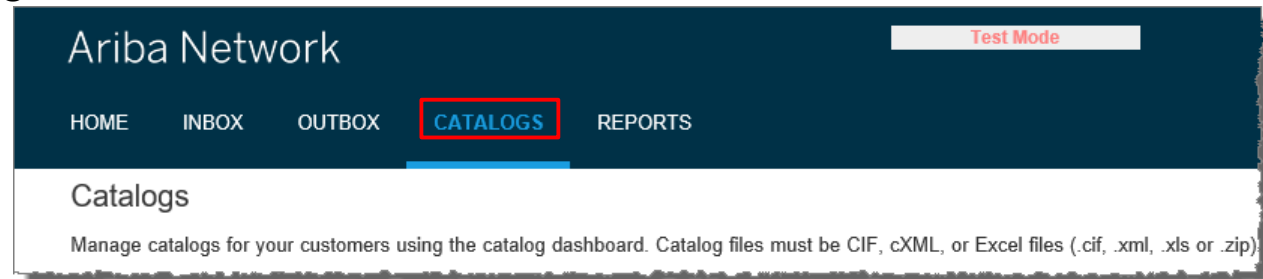 Ariba Network
Test Mode
HOME INBOX OUTBOX CATALOGS REPORTS
Catalogs
Manage catalogs for your customers using the catalog dashboard. Catalog files must be CIF, cXML, or Excel files (.cif, .xml, .xls or .zip)